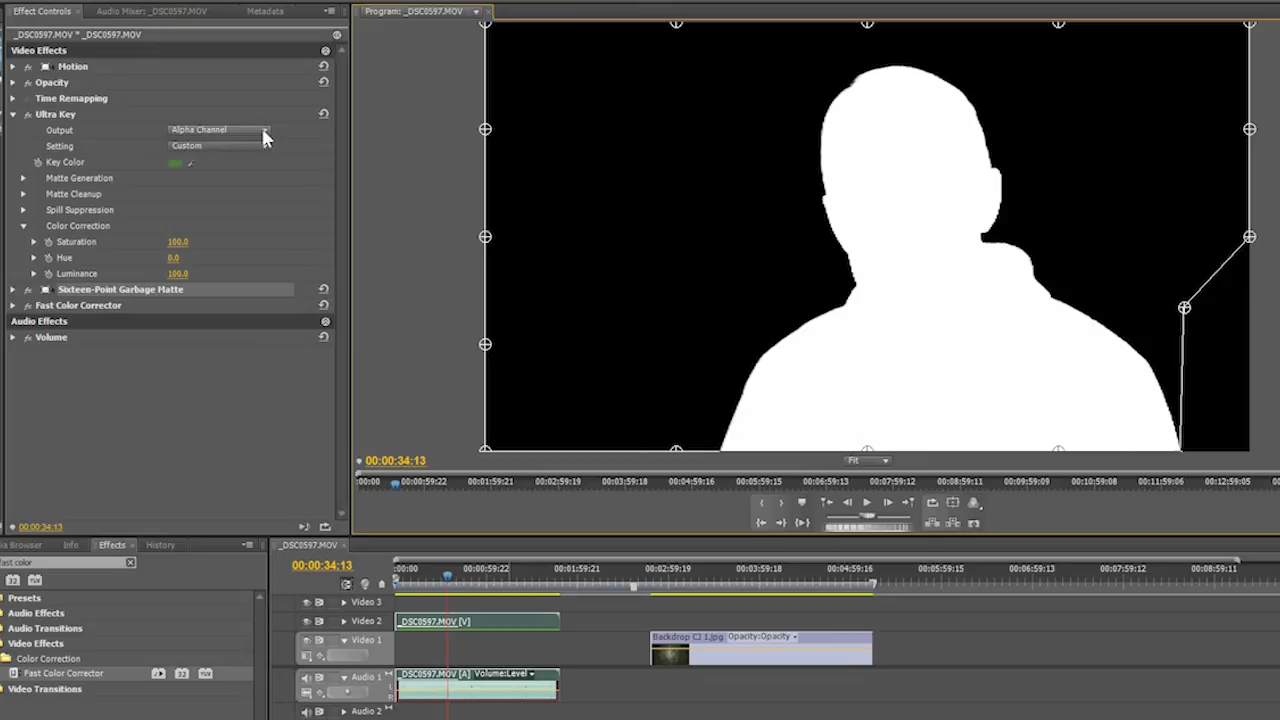 Effect Controls
Audio Mixer: _DSC0597.MOV
Metadata
Program: _DSC0597.MOV
_DSC0597.MOV * _DSC0597.MOV
Video Effects
Motion
Opacity
Time Remapping
Ultra Key
Output
Alpha Channel
Setting
Custom
Key Color
Matte Generation
Matte Cleanup
Spill Suppression
Color Correction
Saturation
100.0
Hue
0.0
Luminance
100.0
Sixteen-Point Garbage Matte
Fast Color Corrector
Audio Effects
Volume
00:00:34:13
Fit
:00:00 00:00:59:22 00:01:59:21 00:02:59:19 00:03:59:18 00:04:59:16 00:05:59:15 00:06:59:13 00:07:59:12 00:08:59:11 00:09:59:09 00:10:59:08 00:11:59:06 00:12:59:05 00:
00:00:34:13
ia Browser
Info
Effects
History
fast color
32
YUV
Presets
Audio Effects
Audio Transitions
Video Effects
Color Correction
Fast Color Corrector
32
YUV
Video Transitions
_DSC0597.MOV
00:00:34:13
:00:00 00:00:59:22 00:01:59:21 00:02:59:19 00:03:59:18 00:04:59:16 00:05:59:15 00:06:59:13 00:07:59:12 00:08:59:11
Video 3
Video 2
_DSC0597.MOV [V]
Video 1
Backdrop
1.jpg Opacity:Opacity
Audio 1
_DSC0597.MOV [A] Volume:Level
L
R
Audio 2